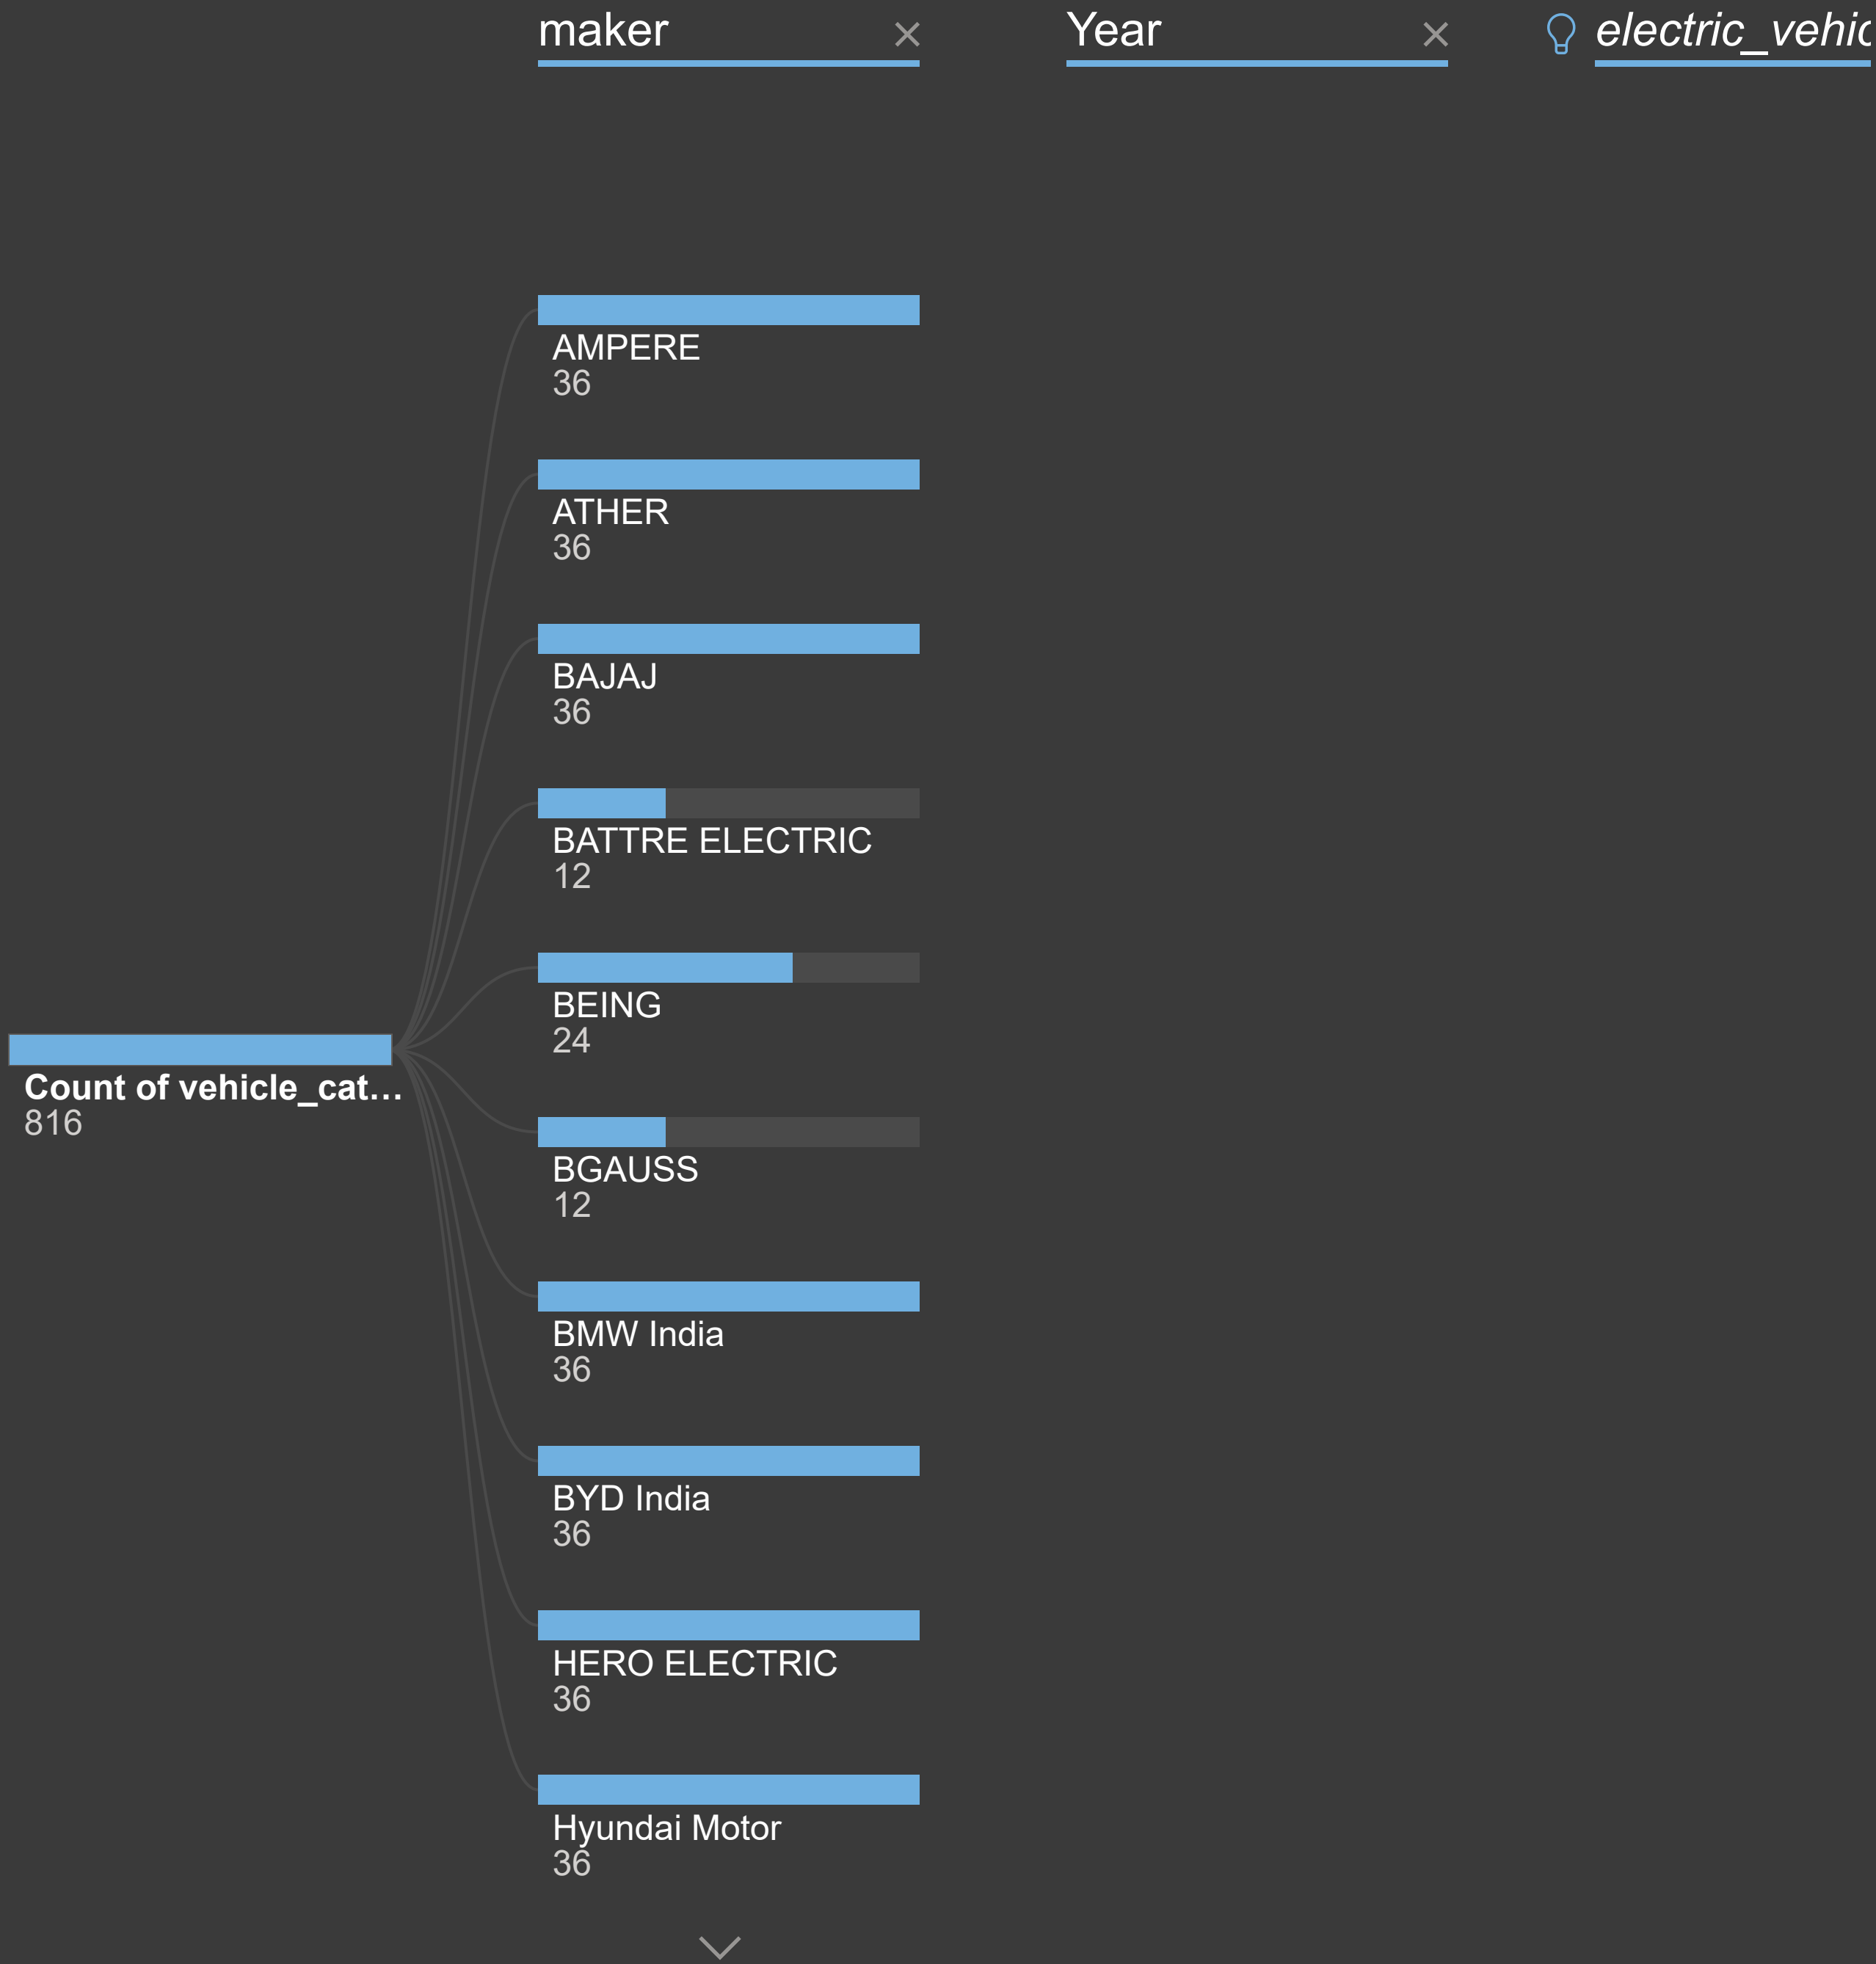 maker
Year
electric_vehic
AMPERE
36
ATHER
36
BAJAJ
36
BATTRE ELECTRIC
12
BEING
24
Count of vehicle_cat...
816
BGAUSS
12
BMW India
36
BYD India
36
HERO ELECTRIC
36
Hyundai Motor
36